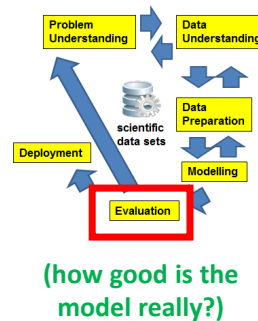 Problem
Understanding
Data
Understanding
scientific
data sets
Data
Preparation
Deployment
Modelling
Evaluation
(how good is the
model really?)